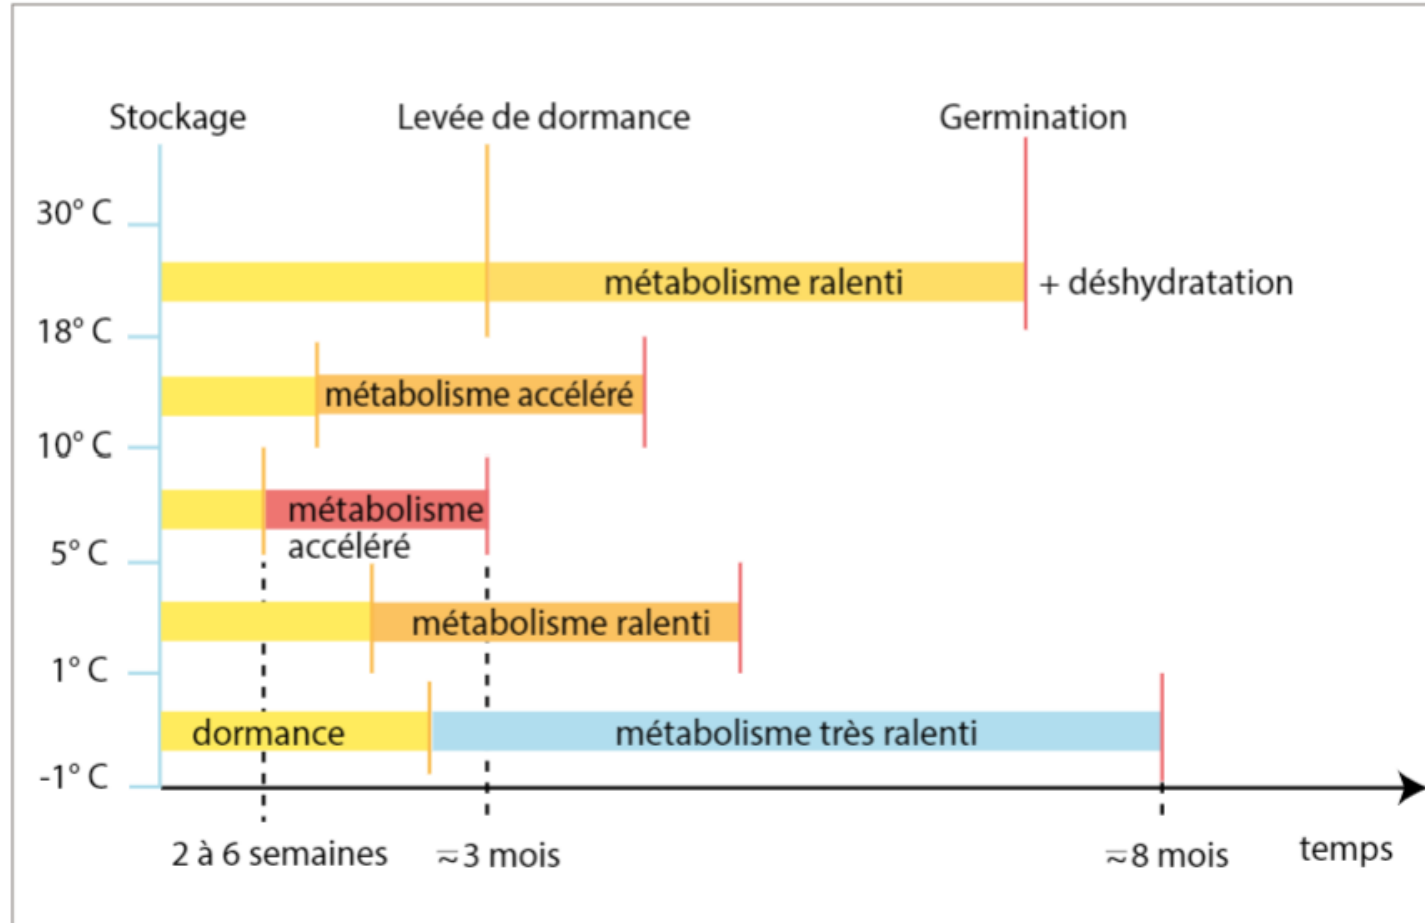 Stockage
Levée de dormance
Germination
30° C
métabolisme ralenti
+ déshydratation
18° C
métabolisme accéléré
10° C
métabolisme
accéléré
5° C
métabolisme ralenti
1° C
dormance
métabolisme très ralenti
-1° C
2 à 6 semaines
≂3 mois
≂8 mois
temps